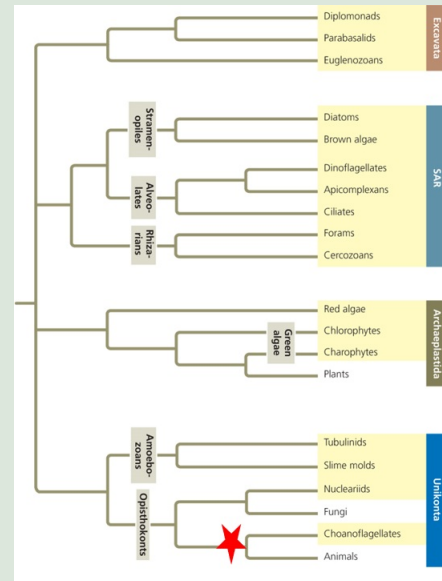 Diplomonads
Parabasalids
Euglenozoans
Excavata
Stramen-
opiles
Diatoms
Brown algae
Alveo-
lates
Dinoflagellates
Apicomplexans
Ciliates
Rhiza-
rians
Forams
Cercozoans
SAR
Red algae
Green
algae
Chlorophytes
Charophytes
Plants
Archaeplastida
Amoebo-
zoans
Tubulinids
Slime molds
Opisthokonts
Nucleariids
Fungi
Choanoflagellates
Animals
Unikonta